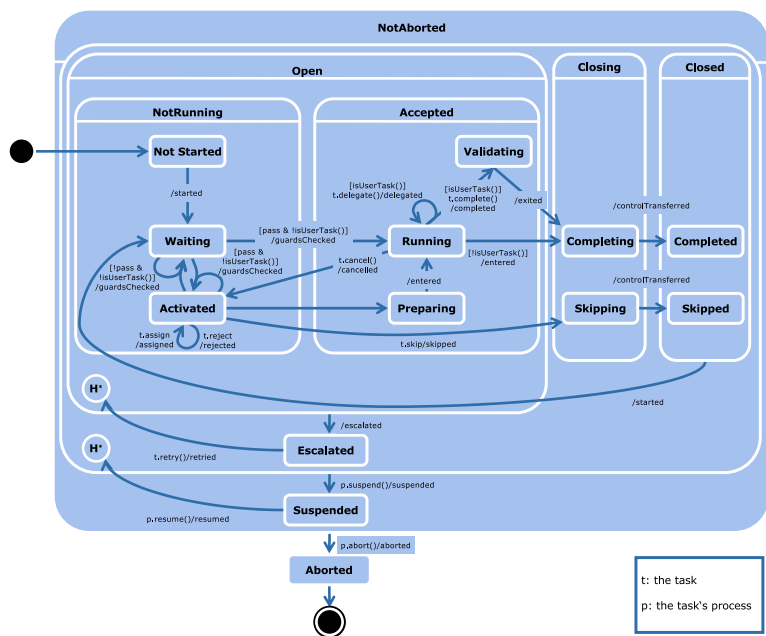 NotAborted
Open
Closing
Closed
NotRunning
Accepted
Not Started
Validating
/started
[isUserTask()]
t.delegate()/delegated
[isUserTask()]
t.complete()
/completed
/exited
/controlTransferred
Waiting
[pass & !isUserTask()]
/guardsChecked
Running
[!isUserTask()]
/entered
Completing
Completed
[!pass &
!isUserTask()]
/guardsChecked
[pass &
!isUserTask()]
/guardsChecked
t.cancel()
/cancelled
/entered
/controlTransferred
Activated
Preparing
Skipping
Skipped
t.assign
/assigned
t.reject
/rejected
t.skip/skipped
H*
/started
/escalated
H*
Escalated
t.retry()/retried
p.suspend()/suspended
Suspended
p.resume()/resumed
p.abort()/aborted
Aborted
t: the task
p: the task‘s process